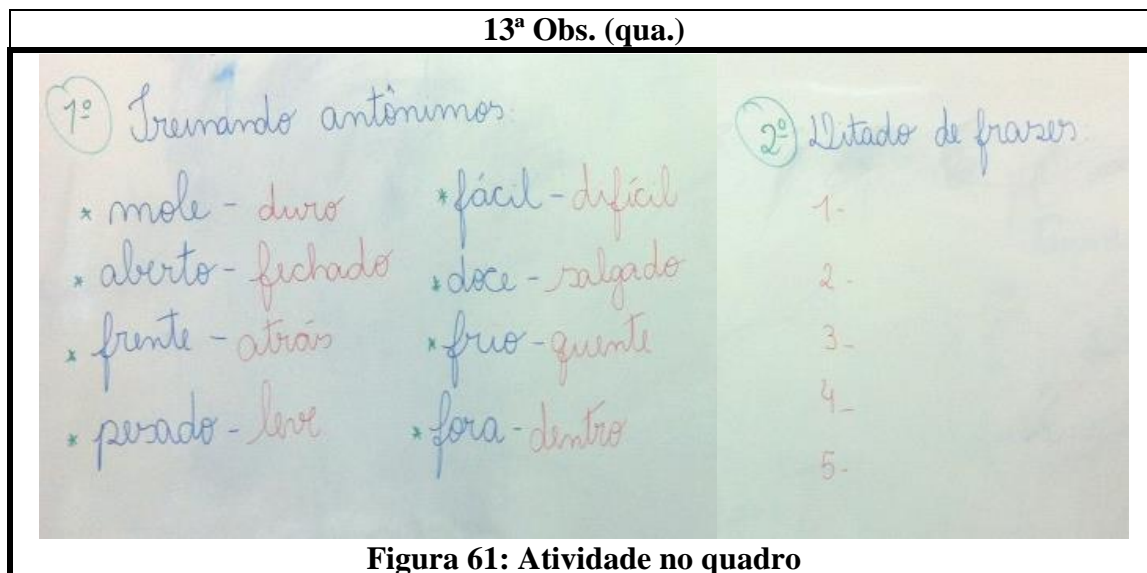 13ª Obs. (qua.)
1º Treinando antônimos:
* mole - duro
* aberto - fechado
* frente - atrás
* pesado - leve
* fácil - difícil
* doce - salgado
* frio - quente
* fora - dentro
2º Ditado de frases:
1-
2-
3-
4-
5-
Figura 61: Atividade no quadro